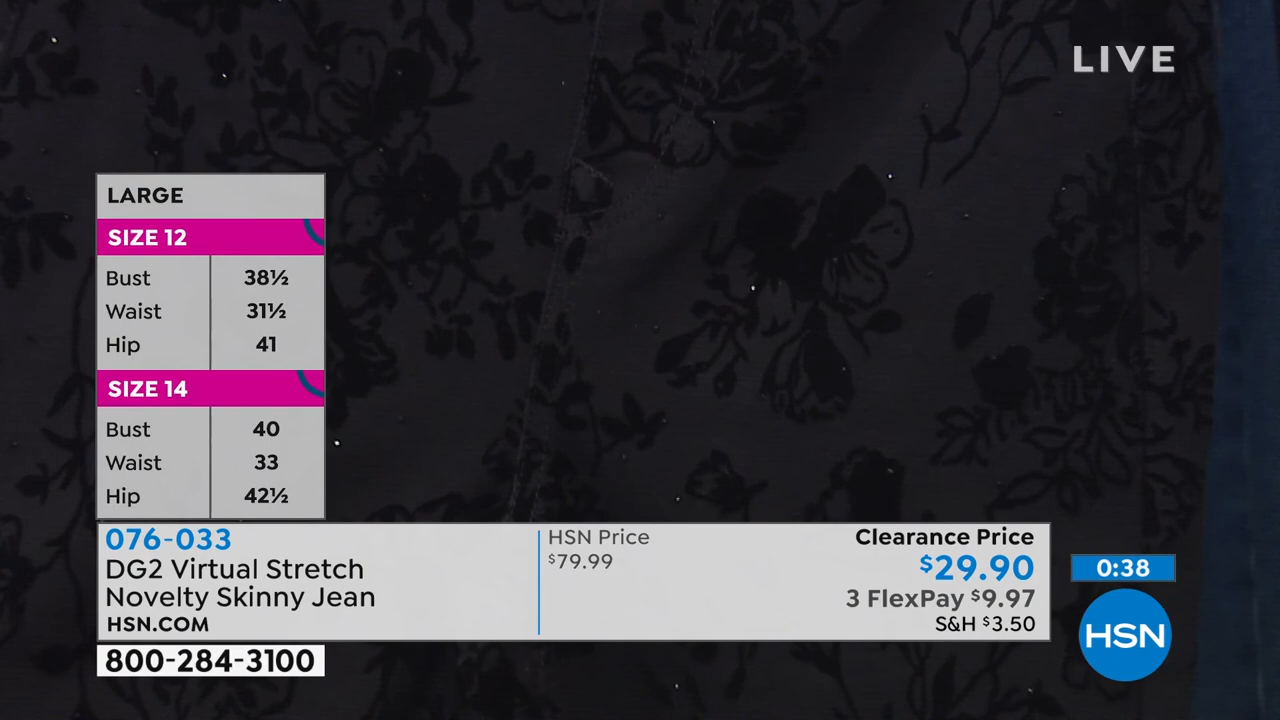 LIVE
LARGE
SIZE 12
Bust 38½
Waist 31½
Hip 41
SIZE 14
Bust 40
Waist 33
Hip 42½
076-033
DG2 Virtual Stretch
Novelty Skinny Jean
HSN.COM
HSN Price
$79.99
Clearance Price
$29.90
3 FlexPay $9.97
S&H $3.50
0:38
HSN
800-284-3100